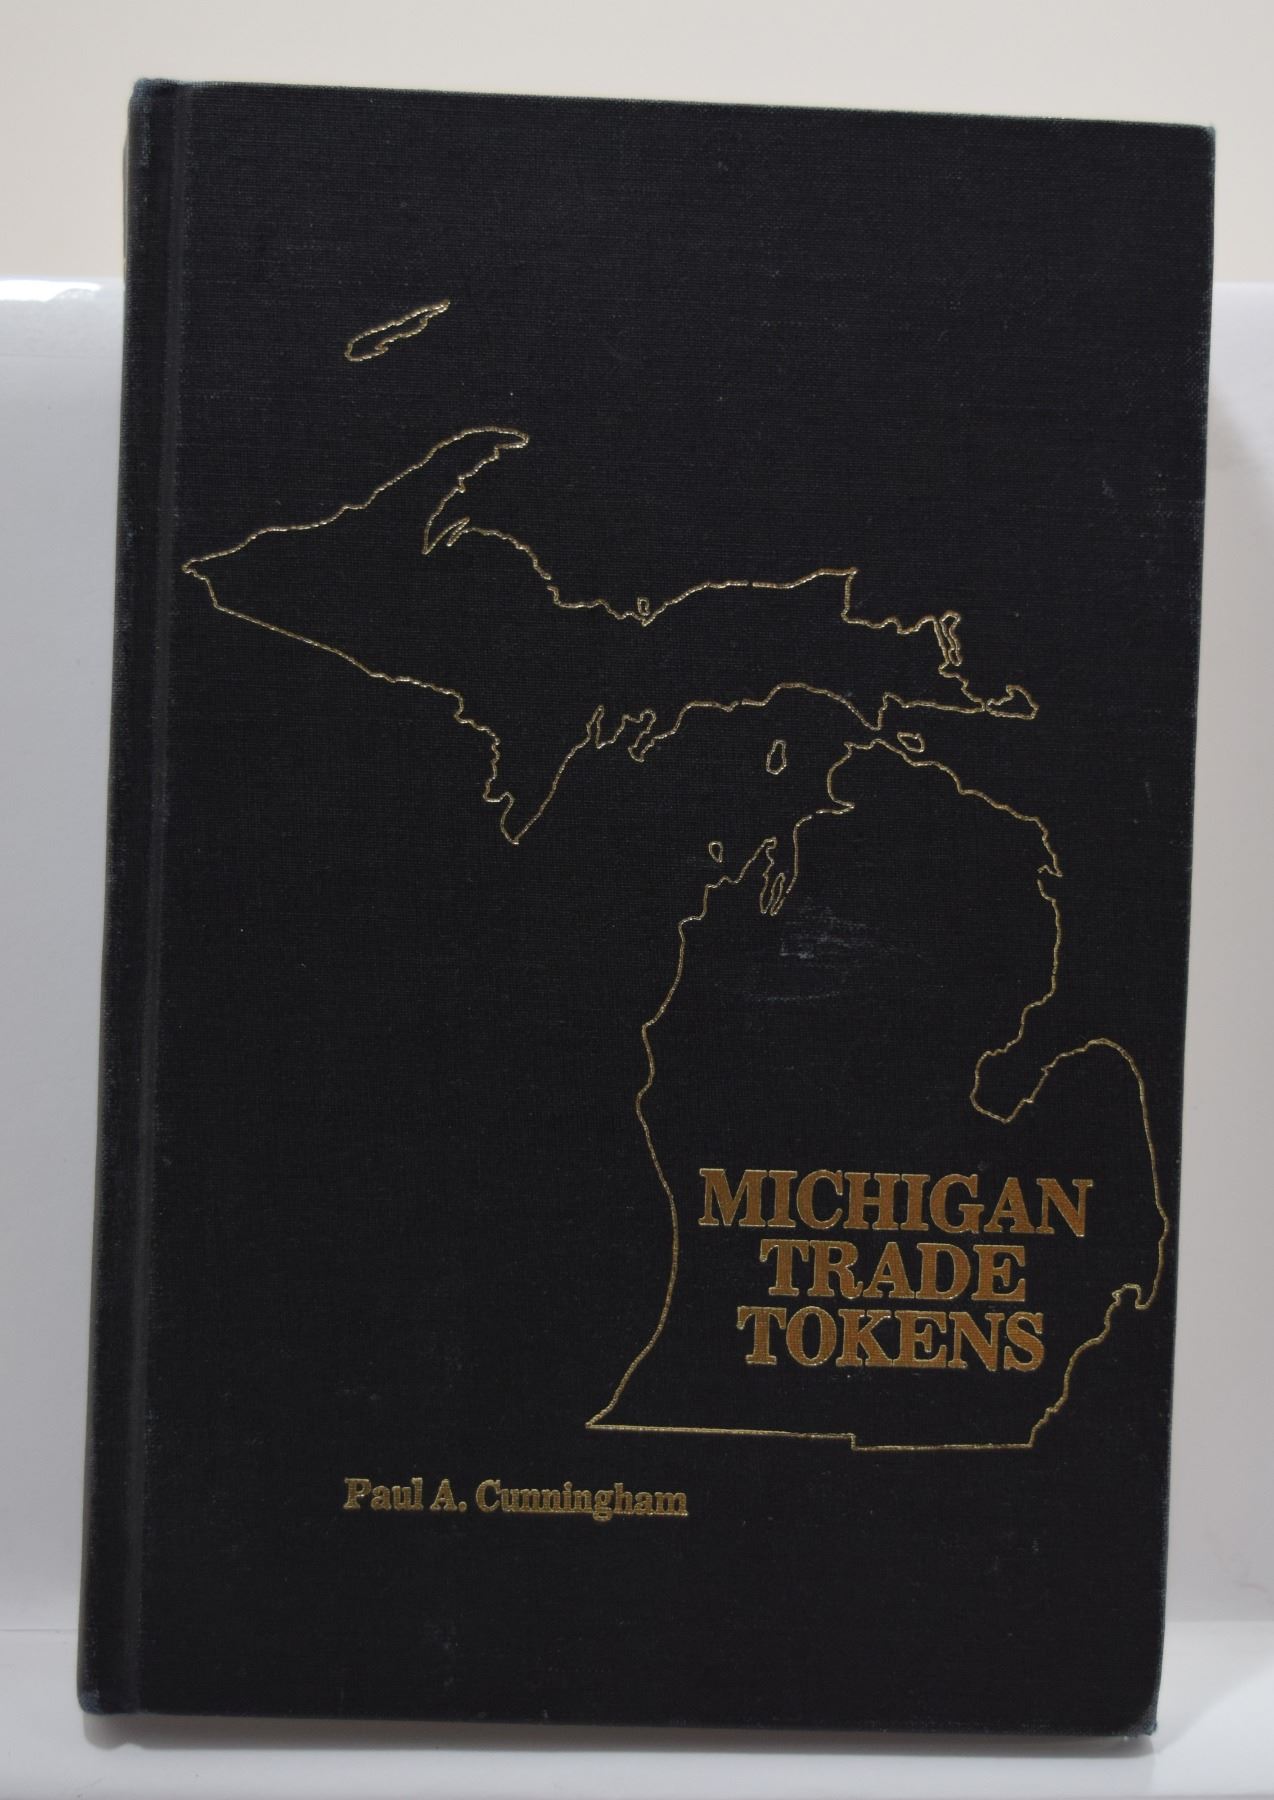 MICHIGAN
TRADE
TOKENS
Paul A. Cunningham